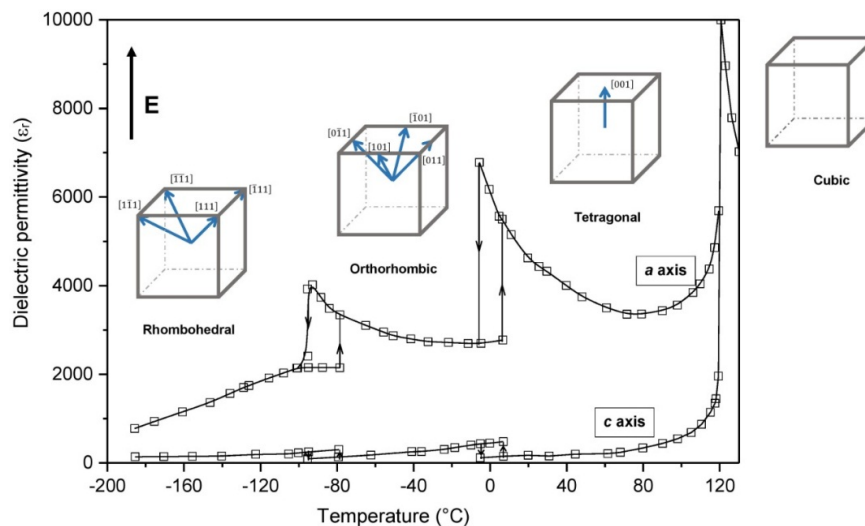 10000
8000
6000
4000
2000
0
Dielectric permittivity (εr)
E
[1̄1̄1]
[1̄11]
[11̄1]
[111]
Rhombohedral
[01̄1]
[1̄01]
[101]
[011]
Orthorhombic
[001]
Tetragonal
Cubic
a axis
c axis
-200
-160
-120
-80
-40
0
40
80
120
Temperature (°C)